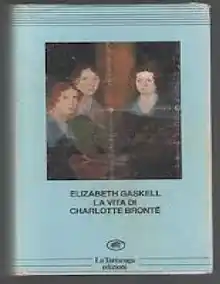 ELIZABETH GASKELL
LA VITA DI
CHARLOTTE BRONTË
La Tartaruga
edizioni